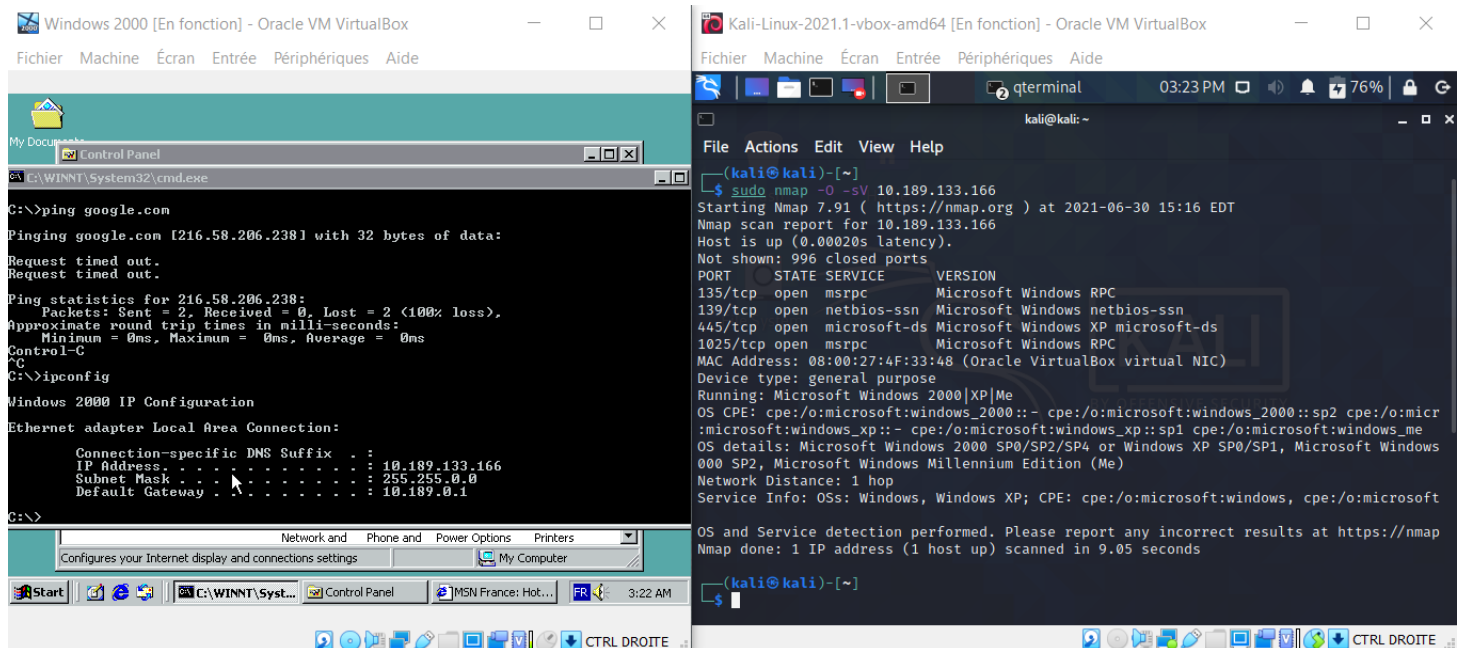 Windows 2000 [En fonction] - Oracle VM VirtualBox
Fichier Machine Écran Entrée Périphériques Aide
My Docu
Control Panel
C:\WINNT\System32\cmd.exe
C:\>ping google.com
Pinging google.com [216.58.206.238] with 32 bytes of data:
Request timed out.
Request timed out.
Ping statistics for 216.58.206.238:
    Packets: Sent = 2, Received = 0, Lost = 2 (100% loss),
Approximate round trip times in milli-seconds:
    Minimum = 0ms, Maximum =  0ms, Average =  0ms
Control-C
^C
C:\>ipconfig
Windows 2000 IP Configuration
Ethernet adapter Local Area Connection:
        Connection-specific DNS Suffix  . :
        IP Address. . . . . . . . . . . . : 10.189.133.166
        Subnet Mask . . . . . . . . . . . : 255.255.0.0
        Default Gateway . . . . . . . . . : 10.189.0.1
C:\>
Network and Phone and Power Options Printers
Configures your Internet display and connections settings My Computer
Start C:\WINNT\Syst... Control Panel MSN France: Hot... FR 3:22 AM
CTRL DROITE
Kali-Linux-2021.1-vbox-amd64 [En fonction] - Oracle VM VirtualBox
Fichier Machine Écran Entrée Périphériques Aide
qterminal 03:23 PM 76%
kali@kali: ~
File Actions Edit View Help
(kali㉿kali)-[~]
$ sudo nmap -O -sV 10.189.133.166
Starting Nmap 7.91 ( https://nmap.org ) at 2021-06-30 15:16 EDT
Nmap scan report for 10.189.133.166
Host is up (0.00020s latency).
Not shown: 996 closed ports
PORT     STATE SERVICE      VERSION
135/tcp  open  msrpc        Microsoft Windows RPC
139/tcp  open  netbios-ssn  Microsoft Windows netbios-ssn
445/tcp  open  microsoft-ds Microsoft Windows XP microsoft-ds
1025/tcp open  msrpc        Microsoft Windows RPC
MAC Address: 08:00:27:4F:33:48 (Oracle VirtualBox virtual NIC)
Device type: general purpose
Running: Microsoft Windows 2000|XP|Me
OS CPE: cpe:/o:microsoft:windows_2000::- cpe:/o:microsoft:windows_2000::sp2 cpe:/o:micr
:microsoft:windows_xp::- cpe:/o:microsoft:windows_xp::sp1 cpe:/o:microsoft:windows_me
OS details: Microsoft Windows 2000 SP0/SP2/SP4 or Windows XP SP0/SP1, Microsoft Windows
000 SP2, Microsoft Windows Millennium Edition (Me)
Network Distance: 1 hop
Service Info: OSs: Windows, Windows XP; CPE: cpe:/o:microsoft:windows, cpe:/o:microsoft
OS and Service detection performed. Please report any incorrect results at https://nmap
Nmap done: 1 IP address (1 host up) scanned in 9.05 seconds
(kali㉿kali)-[~]
$
KALI
BY OFFENSIVE SECURITY
CTRL DROITE